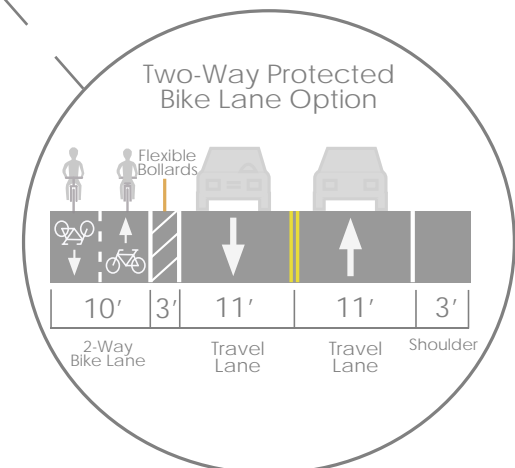 Two-Way Protected
Bike Lane Option
Flexible
Bollards
10′ 3′ 11′ 11′ 3′
2-Way
Bike Lane
Travel
Lane
Travel
Lane
Shoulder